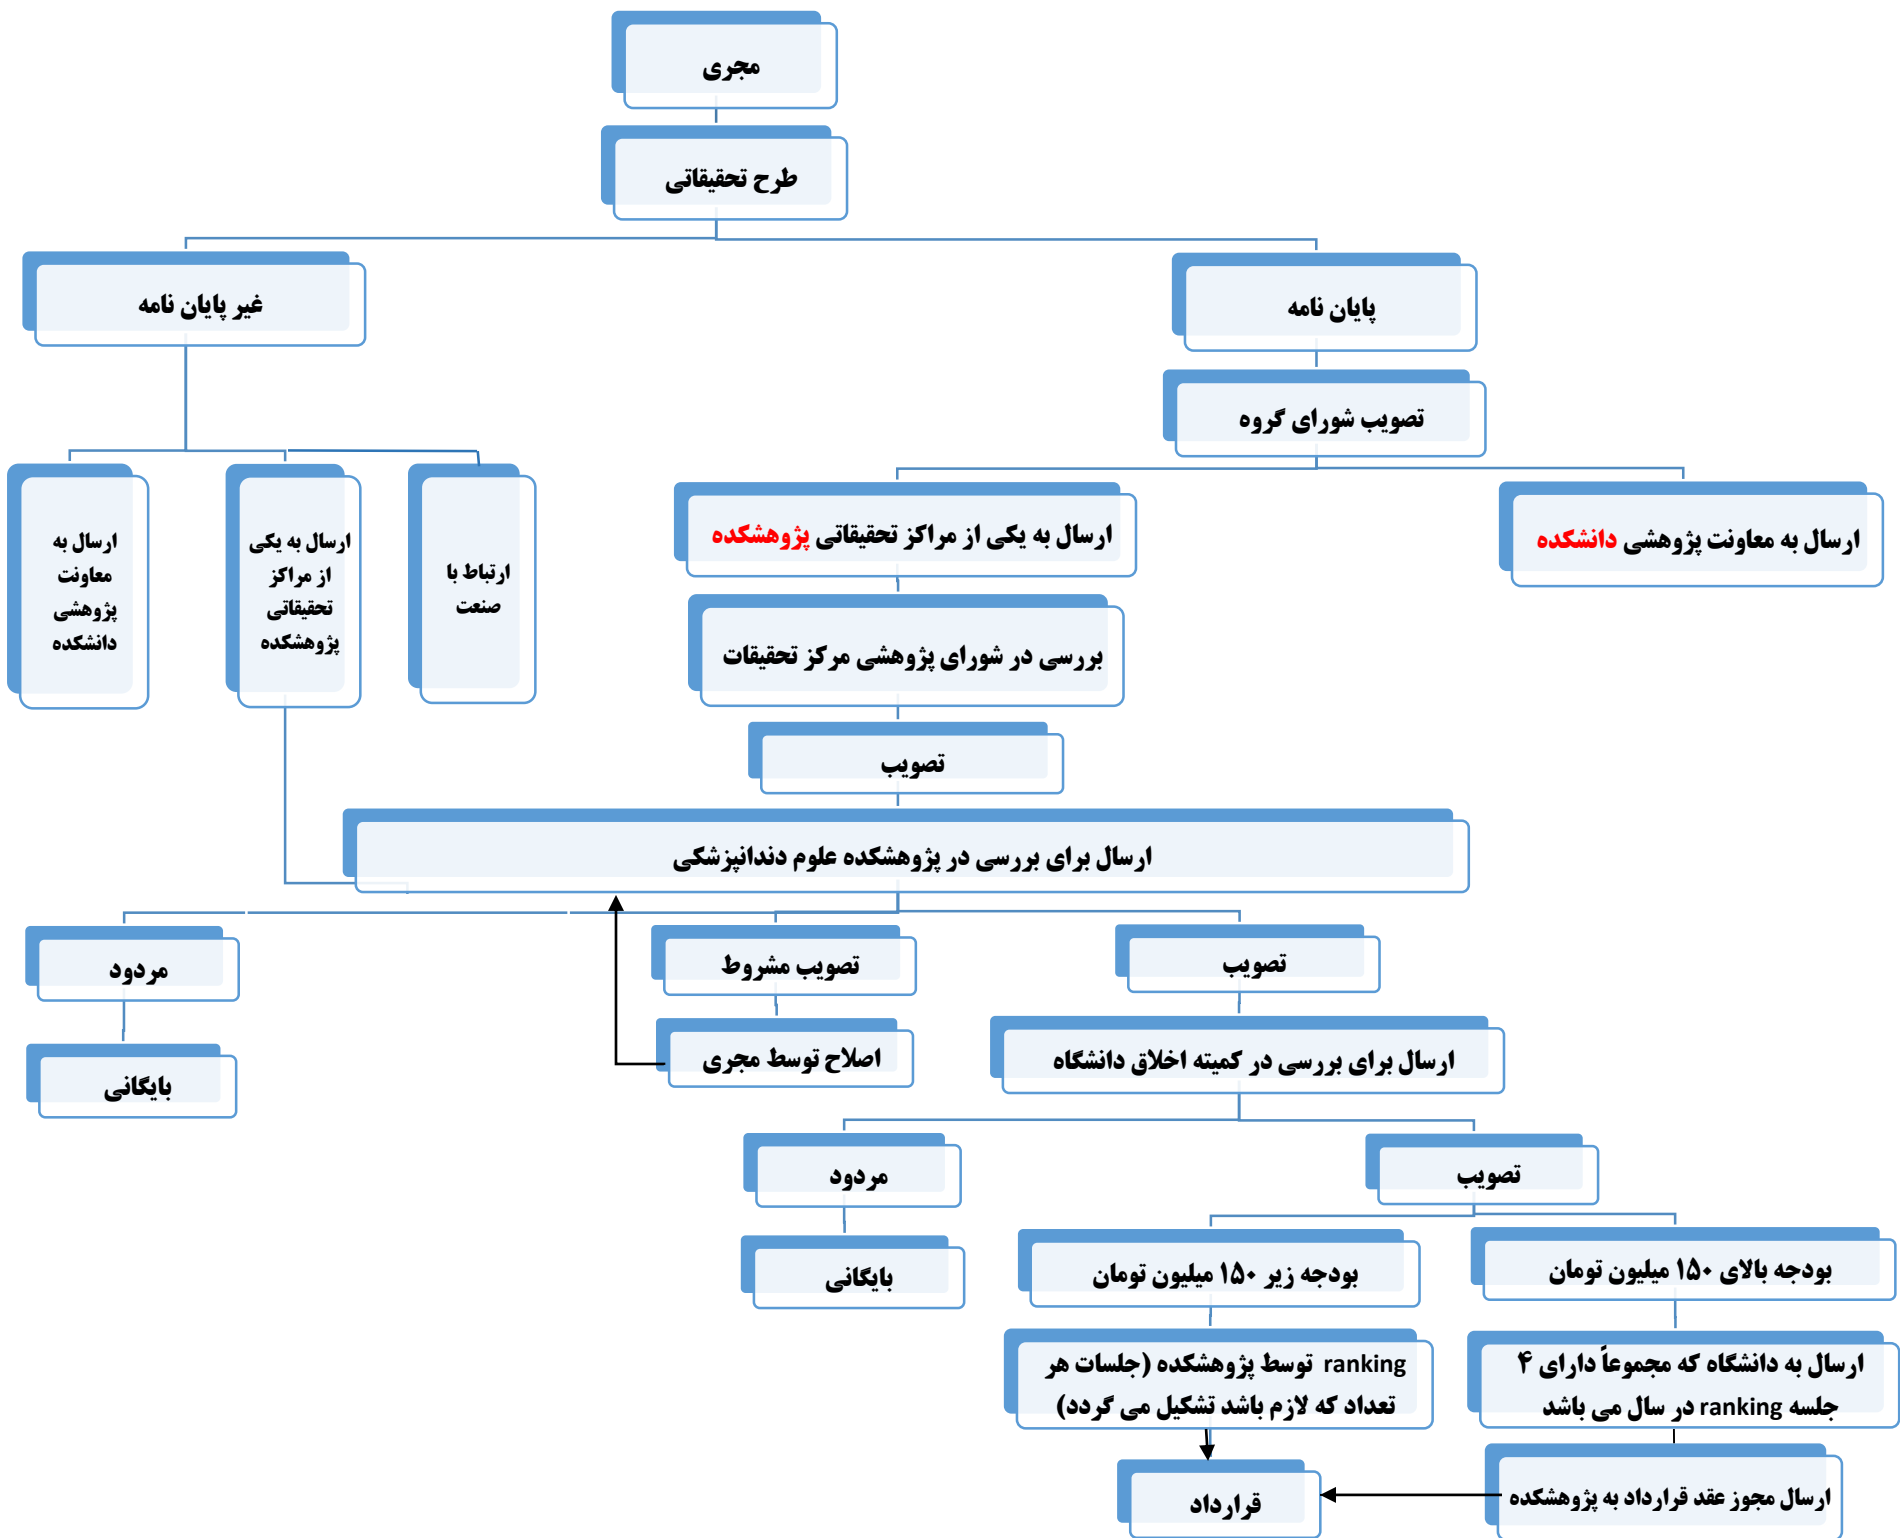 مجری
طرح تحقیقاتی
پایان نامه
غیر پایان نامه
تصویب شورای گروه
ارسال به معاونت پژوهشی دانشکده
ارسال به یکی از مراکز تحقیقاتی پژوهشکده
ارتباط با
صنعت
ارسال به یکی
از مراکز
تحقیقاتی
پژوهشکده
ارسال به
معاونت
پژوهشی
دانشکده
بررسی در شورای پژوهشی مرکز تحقیقات
تصویب
ارسال برای بررسی در پژوهشکده علوم دندانپزشکی
تصویب
تصویب مشروط
مردود
ارسال برای بررسی در کمیته اخلاق دانشگاه
اصلاح توسط مجری
بایگانی
تصویب
مردود
بودجه بالای ۱۵۰ میلیون تومان
بودجه زیر ۱۵۰ میلیون تومان
بایگانی
ارسال به دانشگاه که مجموعاً دارای ۴
جلسه ranking در سال می باشد
ranking توسط پژوهشکده (جلسات هر
تعداد که لازم باشد تشکیل می گردد)
ارسال مجوز عقد قرارداد به پژوهشکده
قرارداد